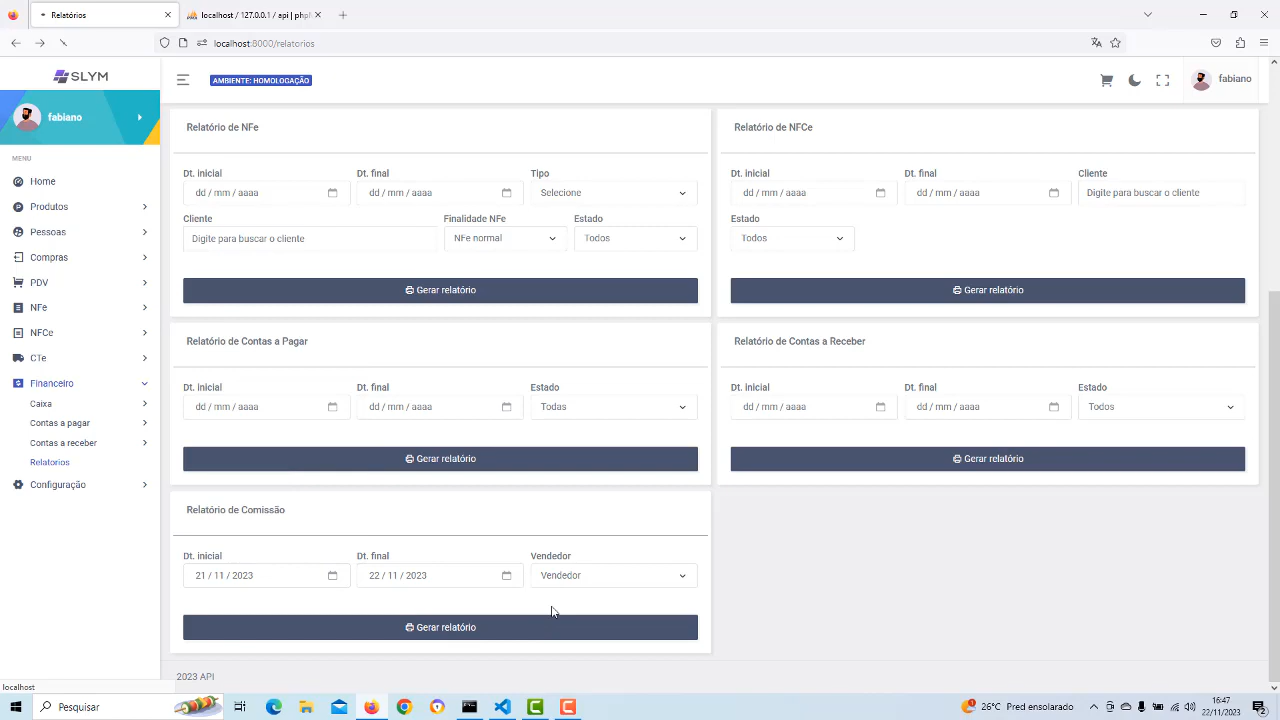 Relatórios
localhost / 127.0.0.1 / api | phpl
localhost:8000/relatorios
SLYM
AMBIENTE: HOMOLOGAÇÃO
fabiano
fabiano
MENU
Home
Produtos
Pessoas
Compras
PDV
NFe
NFCe
CTe
Financeiro
Caixa
Contas a pagar
Contas a receber
Relatorios
Configuração
Relatório de NFe
Dt. inicial
Dt. final
Tipo
dd / mm / aaaa
dd / mm / aaaa
Selecione
Cliente
Finalidade NFe
Estado
Digite para buscar o cliente
NFe normal
Todos
Gerar relatório
Relatório de NFCe
Dt. inicial
Dt. final
Cliente
dd / mm / aaaa
dd / mm / aaaa
Digite para buscar o cliente
Estado
Todos
Gerar relatório
Relatório de Contas a Pagar
Dt. inicial
Dt. final
Estado
dd / mm / aaaa
dd / mm / aaaa
Todas
Gerar relatório
Relatório de Contas a Receber
Dt. inicial
Dt. final
Estado
dd / mm / aaaa
dd / mm / aaaa
Todos
Gerar relatório
Relatório de Comissão
Dt. inicial
Dt. final
Vendedor
21 / 11 / 2023
22 / 11 / 2023
Vendedor
Gerar relatório
2023 API
localhost
Pesquisar
26°C Pred ensolarado
16:47
22/11/2023